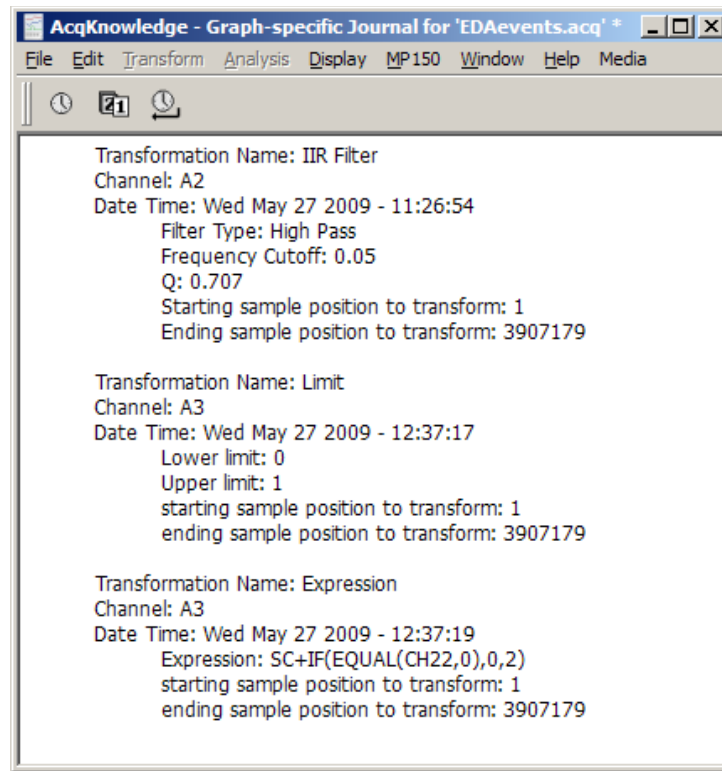 AcqKnowledge - Graph-specific Journal for 'EDAevents.acq' *
File Edit Transform Analysis Display MP150 Window Help Media
Transformation Name: IIR Filter
Channel: A2
Date Time: Wed May 27 2009 - 11:26:54
Filter Type: High Pass
Frequency Cutoff: 0.05
Q: 0.707
Starting sample position to transform: 1
Ending sample position to transform: 3907179
Transformation Name: Limit
Channel: A3
Date Time: Wed May 27 2009 - 12:37:17
Lower limit: 0
Upper limit: 1
starting sample position to transform: 1
ending sample position to transform: 3907179
Transformation Name: Expression
Channel: A3
Date Time: Wed May 27 2009 - 12:37:19
Expression: SC+IF(EQUAL(CH22,0),0,2)
starting sample position to transform: 1
ending sample position to transform: 3907179